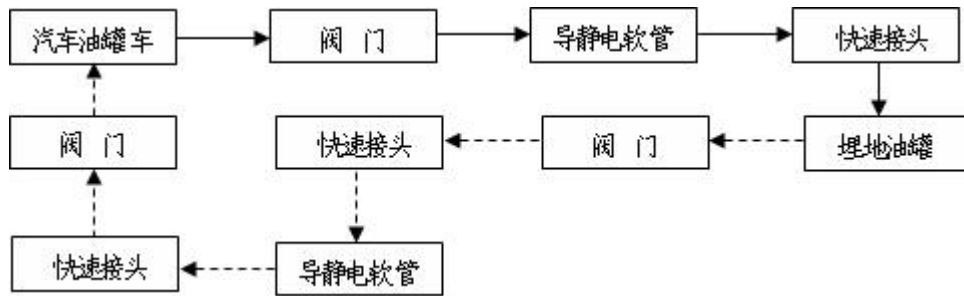 汽车油罐车
阀 门
导静电软管
快速接头
阀 门
快速接头
阀 门
埋地油罐
快速接头
导静电软管